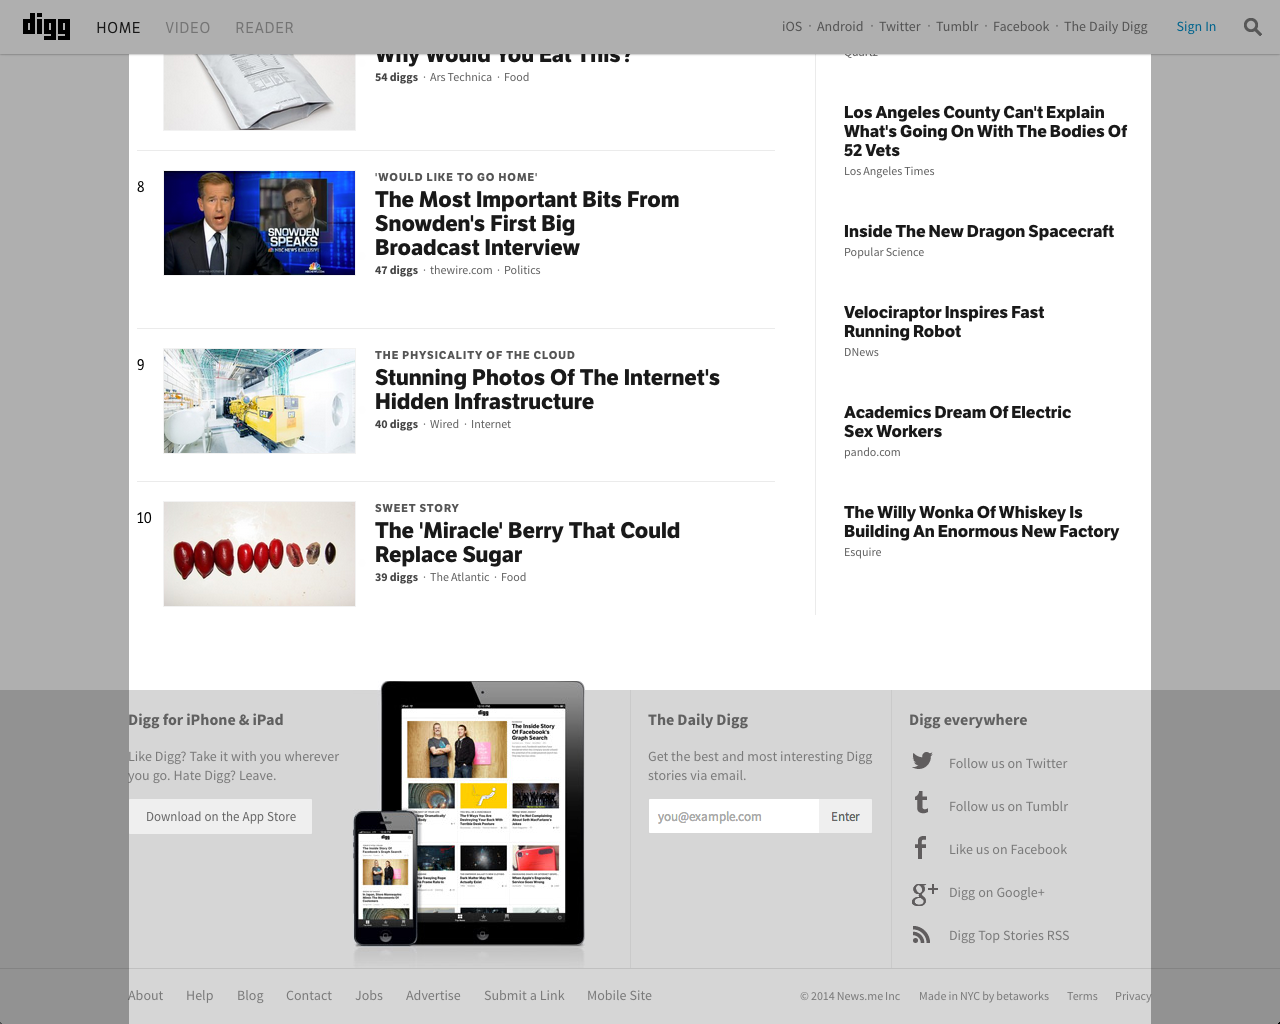 digg HOME VIDEO READER iOS · Android · Twitter · Tumblr · Facebook · The Daily Digg Sign In
Why Would You Eat This?
54 diggs · Ars Technica · Food
8
'WOULD LIKE TO GO HOME'
The Most Important Bits From
Snowden's First Big
Broadcast Interview
47 diggs · thewire.com · Politics
SNOWDEN
SPEAKS
9
THE PHYSICALITY OF THE CLOUD
Stunning Photos Of The Internet's
Hidden Infrastructure
40 diggs · Wired · Internet
10
SWEET STORY
The 'Miracle' Berry That Could
Replace Sugar
39 diggs · The Atlantic · Food
Quartz
Los Angeles County Can't Explain
What's Going On With The Bodies Of
52 Vets
Los Angeles Times
Inside The New Dragon Spacecraft
Popular Science
Velociraptor Inspires Fast
Running Robot
DNews
Academics Dream Of Electric
Sex Workers
pando.com
The Willy Wonka Of Whiskey Is
Building An Enormous New Factory
Esquire
Digg for iPhone & iPad
Like Digg? Take it with you wherever
you go. Hate Digg? Leave.
Download on the App Store
digg
The Inside Story
Of Facebook's
Graph Search
The Daily Digg
Get the best and most interesting Digg
stories via email.
you@example.com Enter
Digg everywhere
Follow us on Twitter
Follow us on Tumblr
Like us on Facebook
Digg on Google+
Digg Top Stories RSS
About Help Blog Contact Jobs Advertise Submit a Link Mobile Site
© 2014 News.me Inc Made in NYC by betaworks Terms Privacy